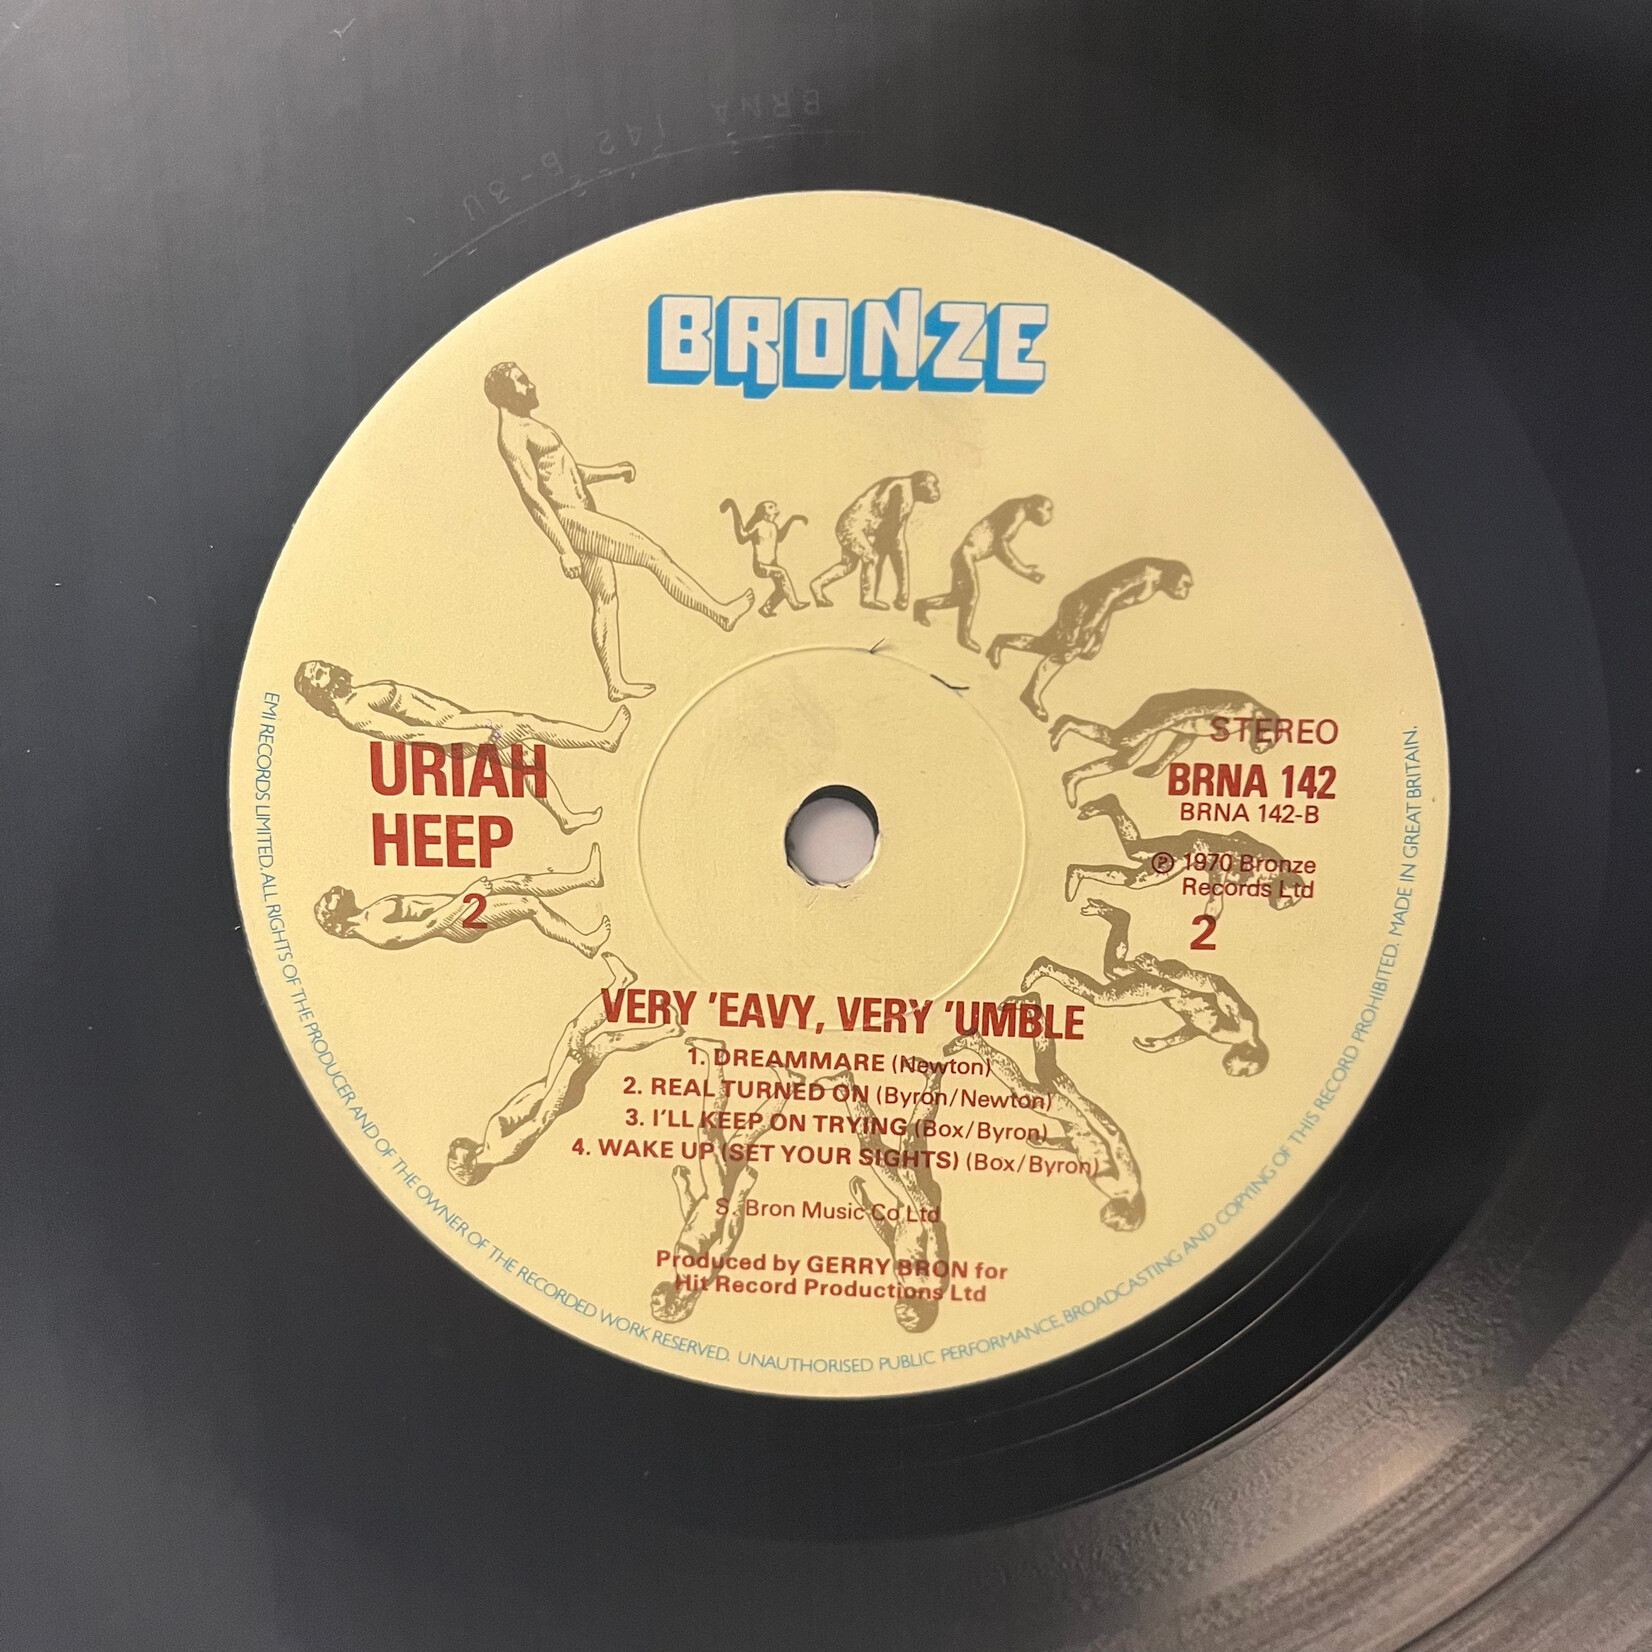 BRNA 142 B-3U
BRONZE
URIAH
HEEP
2
STEREO
BRNA 142
BRNA 142-B
Ⓟ 1970 Bronze
Records Ltd
2
VERY 'EAVY, VERY 'UMBLE
1. DREAMMARE (Newton)
2. REAL TURNED ON (Byron/Newton)
3. I'LL KEEP ON TRYING (Box/Byron)
4. WAKE UP (SET YOUR SIGHTS) (Box/Byron)
S. Bron Music Co Ltd
Produced by GERRY BRON for
Hit Record Productions Ltd
EMI RECORDS LIMITED. ALL RIGHTS OF THE PRODUCER AND OF THE OWNER OF THE RECORDED WORK RESERVED. UNAUTHORISED PUBLIC PERFORMANCE, BROADCASTING AND COPYING OF THIS RECORD PROHIBITED. MADE IN GREAT BRITAIN.